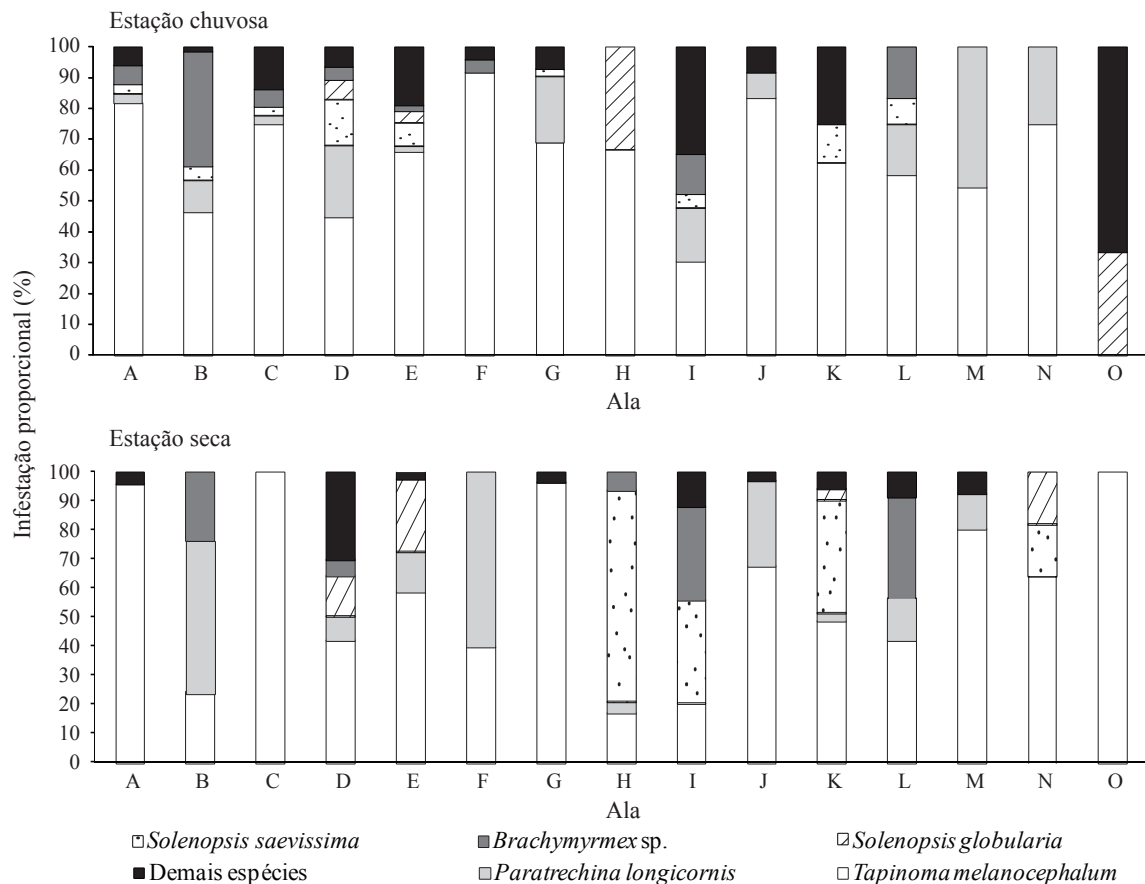 Estação chuvosa
Infestação proporcional (%)
100
90
80
70
60
50
40
30
20
10
0
A B C D E F G H I J K L M N O
Ala
Estação seca
100
90
80
70
60
50
40
30
20
10
0
A B C D E F G H I J K L M N O
Ala
Solenopsis saevissima Brachymyrmex sp. Solenopsis globularia
Demais espécies Paratrechina longicornis Tapinoma melanocephalum